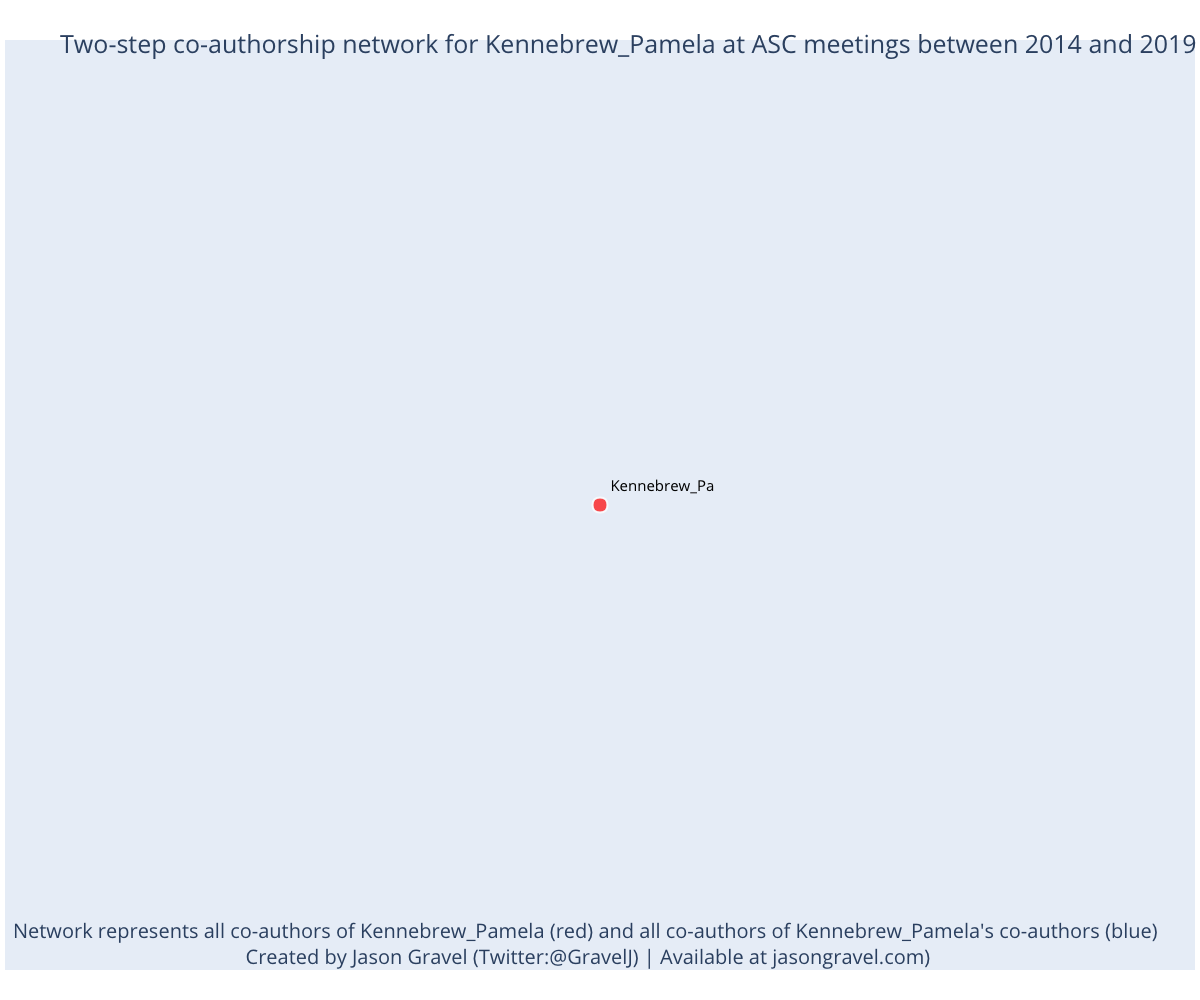 Two-step co-authorship network for Kennebrew_Pamela at ASC meetings between 2014 and 2019
Kennebrew_Pa
Network represents all co-authors of Kennebrew_Pamela (red) and all co-authors of Kennebrew_Pamela's co-authors (blue)
Created by Jason Gravel (Twitter:@GravelJ) | Available at jasongravel.com)